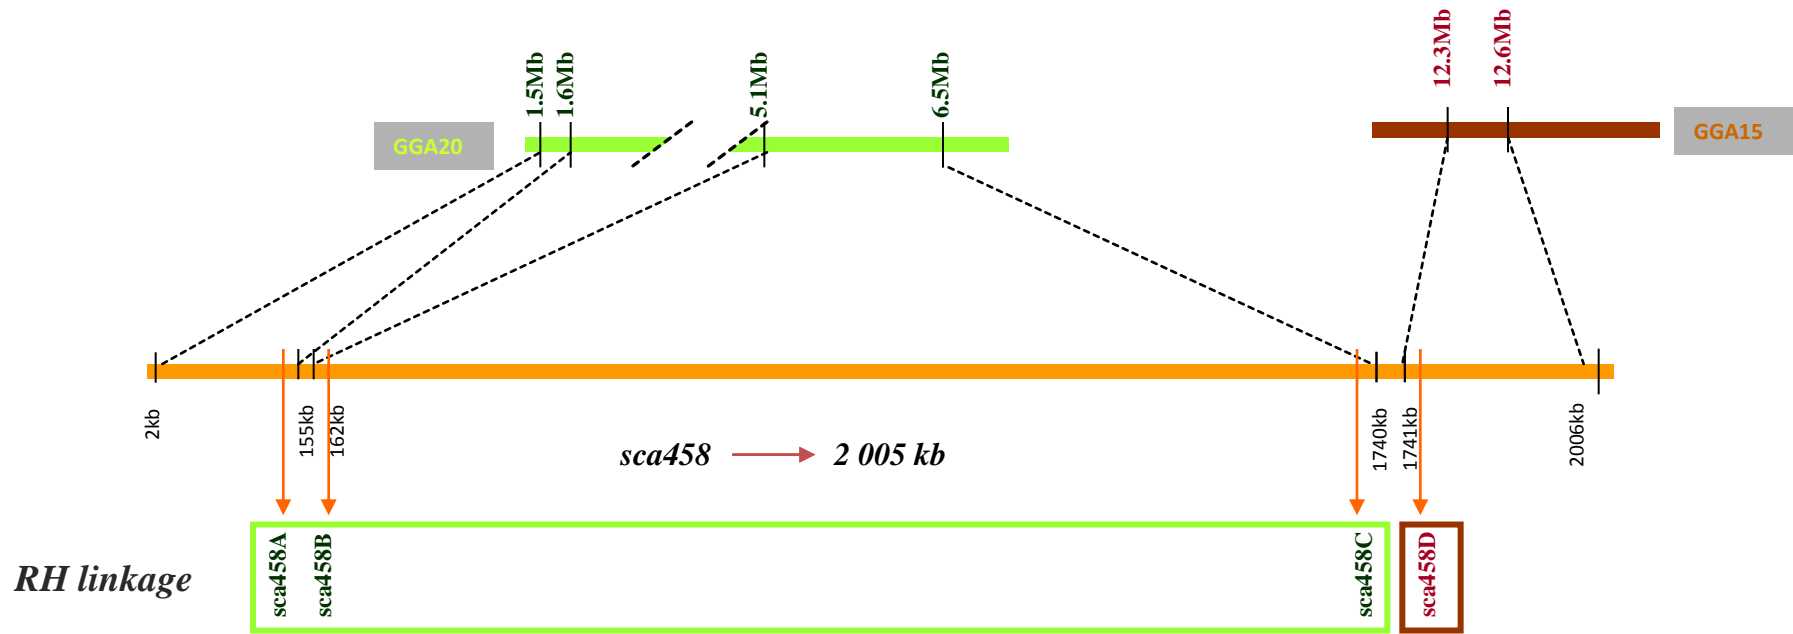 1.5Mb
1.6Mb
5.1Mb
6.5Mb
12.3Mb
12.6Mb
GGA20
GGA15
2kb
155kb
162kb
1740kb
1741kb
2006kb
sca458 2 005 kb
RH linkage
sca458A
sca458B
sca458C
sca458D